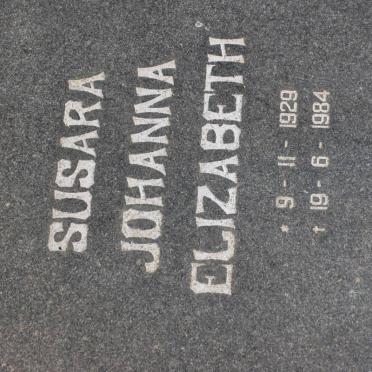 SUSARA
JOHANNA
ELIZABETH
* 9-11-1929
† 19-6-1984